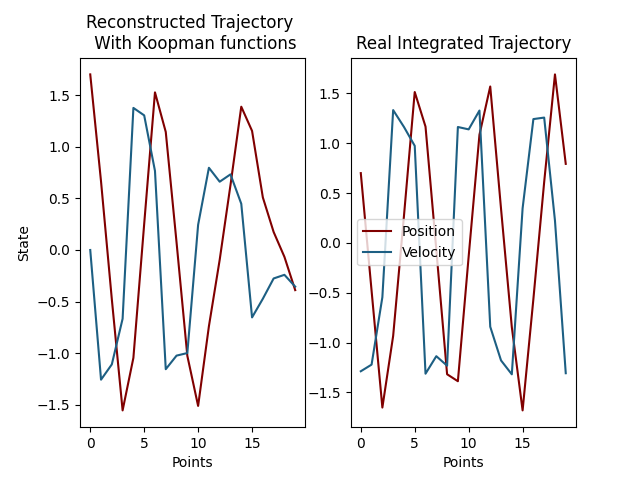 Reconstructed Trajectory
With Koopman functions
Real Integrated Trajectory
State
1.5
1.0
0.5
0.0
−0.5
−1.0
−1.5
0 5 10 15
Points
1.5
1.0
0.5
0.0
−0.5
−1.0
−1.5
Position
Velocity
0 5 10 15
Points